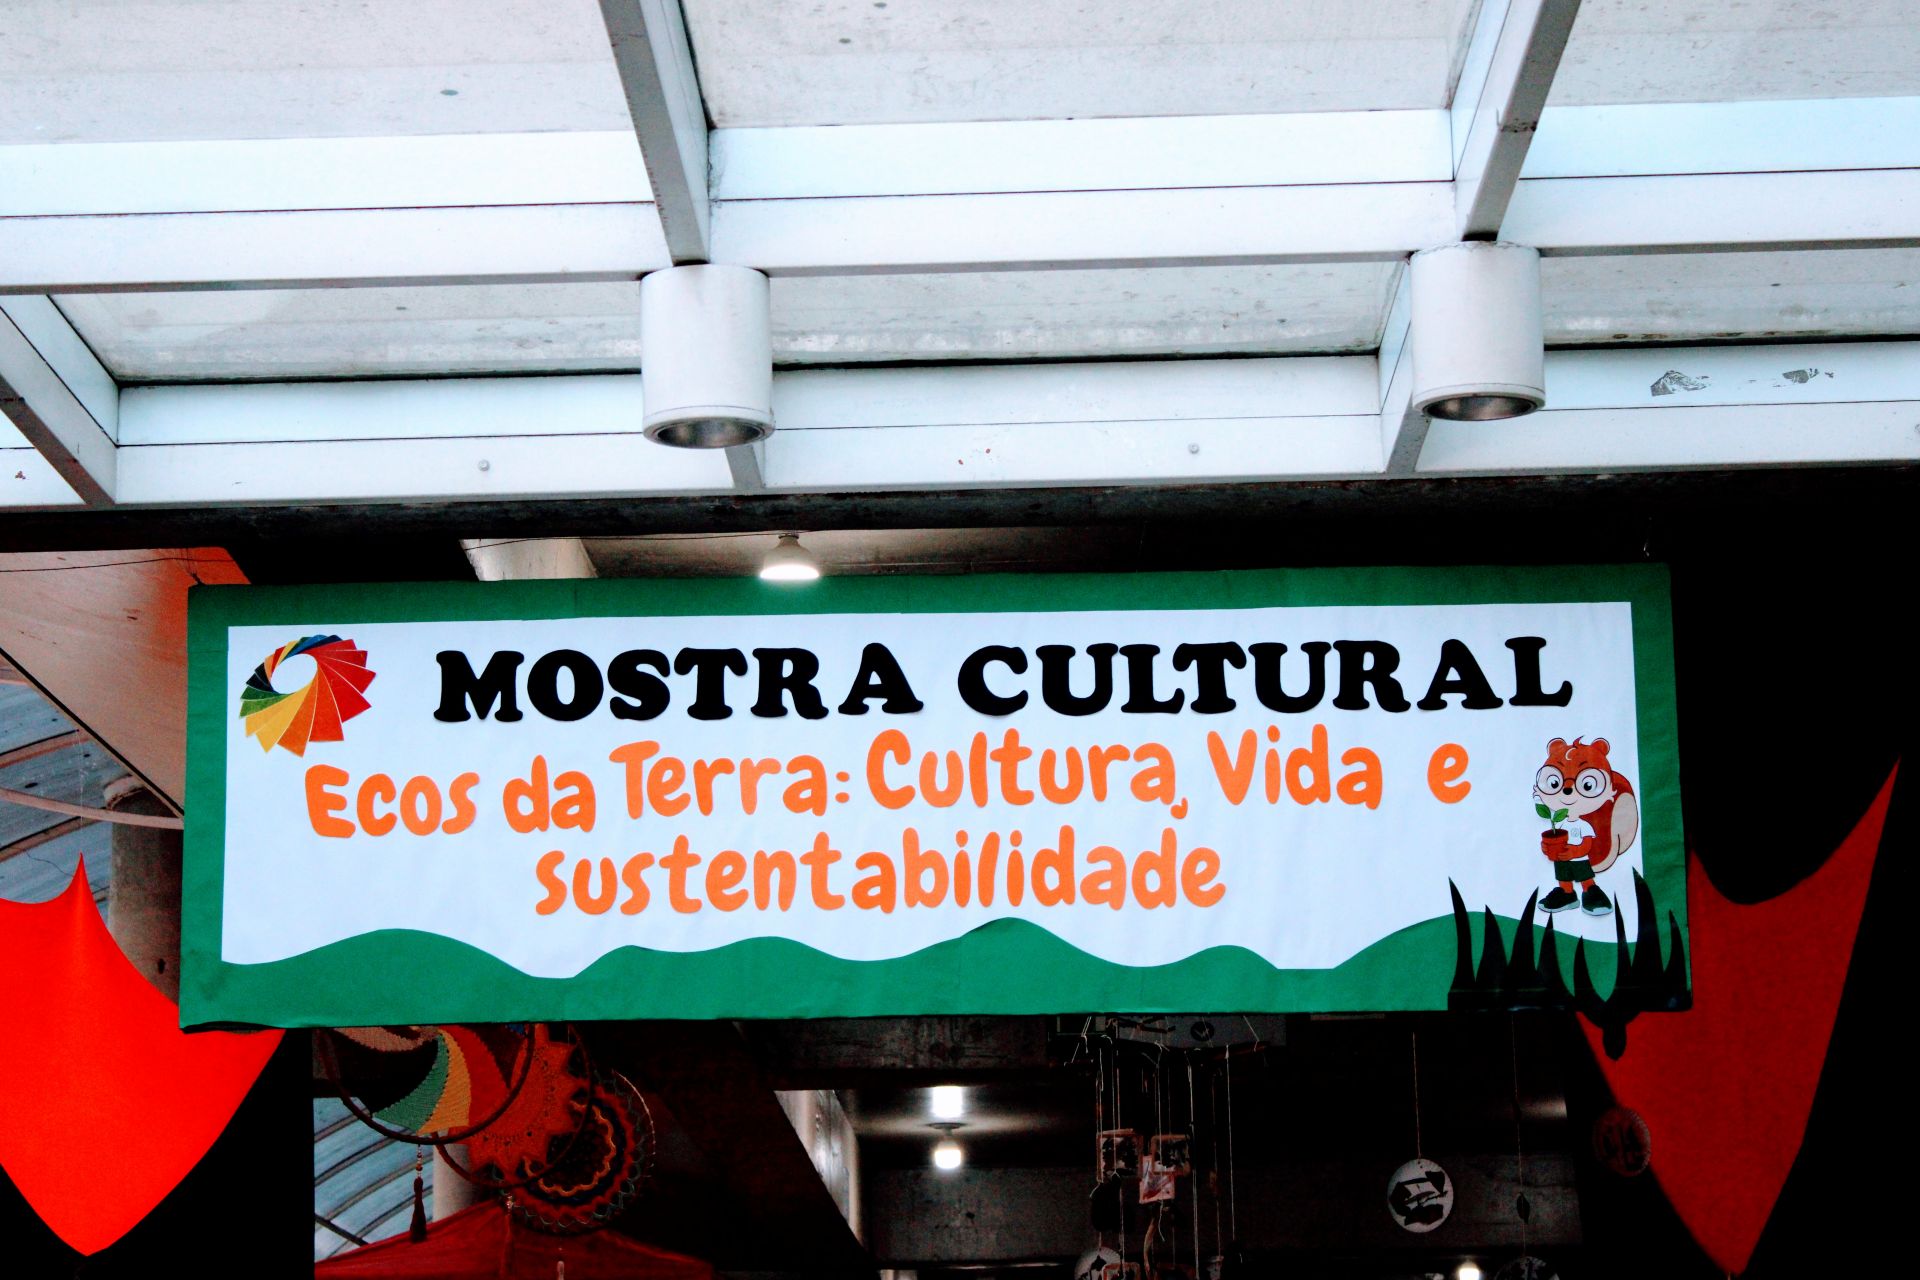 MOSTRA CULTURAL
Ecos da Terra: Cultura, Vida e
sustentabilidade